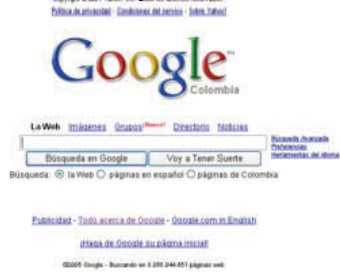 Política de privacidad - Condiciones del servicio - Sobre Yahoo!
Google™
Colombia
La Web Imágenes Grupos Nuevo! Directorio Noticias
Búsqueda Avanzada
Preferencias
Herramientas del idioma
Búsqueda en Google Voy a Tener Suerte
Búsqueda: la Web páginas en español páginas de Colombia
Publicidad - Todo acerca de Google - Google.com in English
¡Haga de Google su página inicial!
©2005 Google - Buscando en páginas web